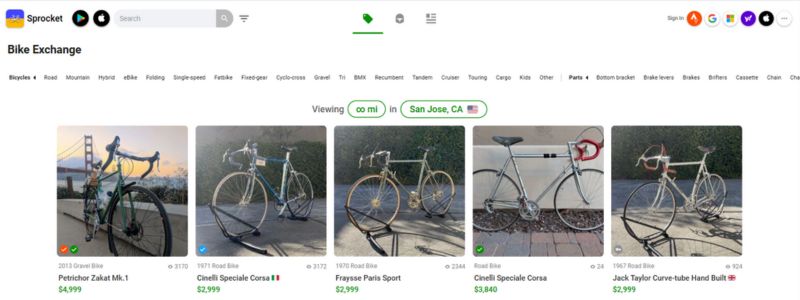 Sprocket
Search
Sign In
Bike Exchange
Bicycles Road Mountain Hybrid eBike Folding Single-speed Fatbike Fixed-gear Cyclo-cross Gravel Tri BMX Recumbent Tandem Cruiser Touring Cargo Kids Other Parts Bottom bracket Brake levers Brakes Brifters Cassette Chain Cha
Viewing ∞ mi in San Jose, CA
2013 Gravel Bike 3170
Petrichor Zakat Mk.1
$4,999
1971 Road Bike 3172
Cinelli Speciale Corsa
$2,999
1970 Road Bike 2344
Fraysse Paris Sport
$2,999
Road Bike 24
Cinelli Speciale Corsa
$3,840
1967 Road Bike 924
Jack Taylor Curve-tube Hand Built
$2,999